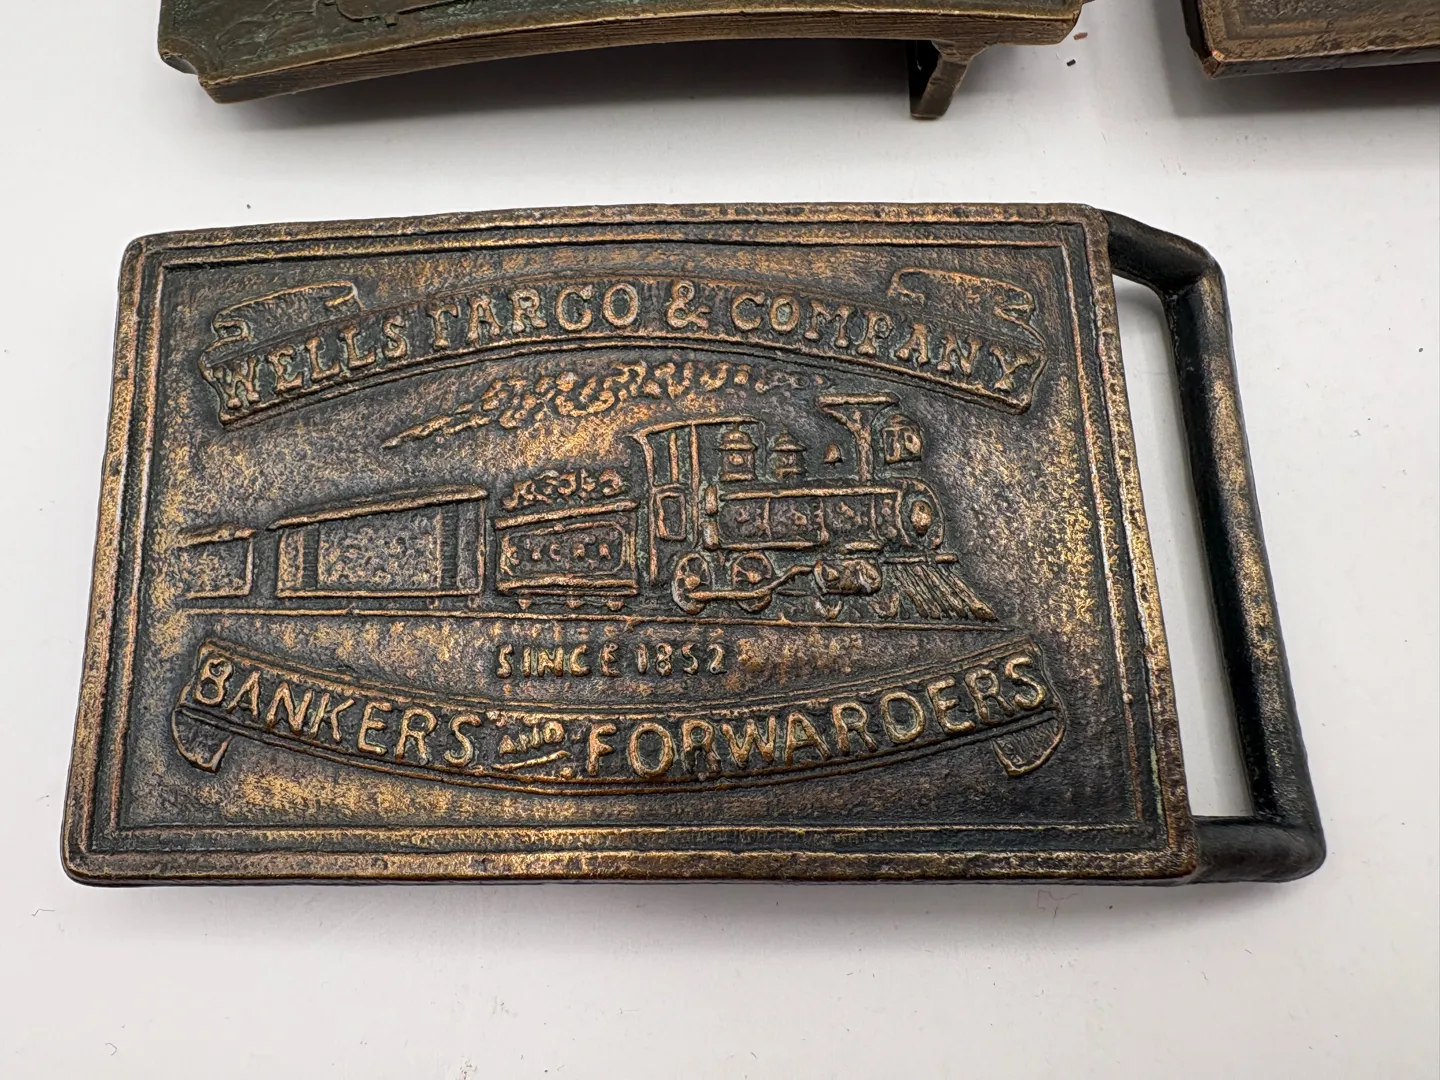 WELLS FARGO & COMPANY
SINCE 1852
BANKERS AND FORWARDERS